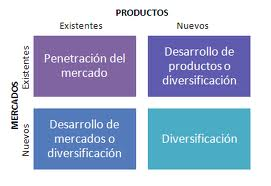 PRODUCTOS
Existentes
Nuevos
MERCADOS
Existentes
Penetración del
mercado
Desarrollo de
productos o
diversificación
Nuevos
Desarrollo de
mercados o
diversificación
Diversificación